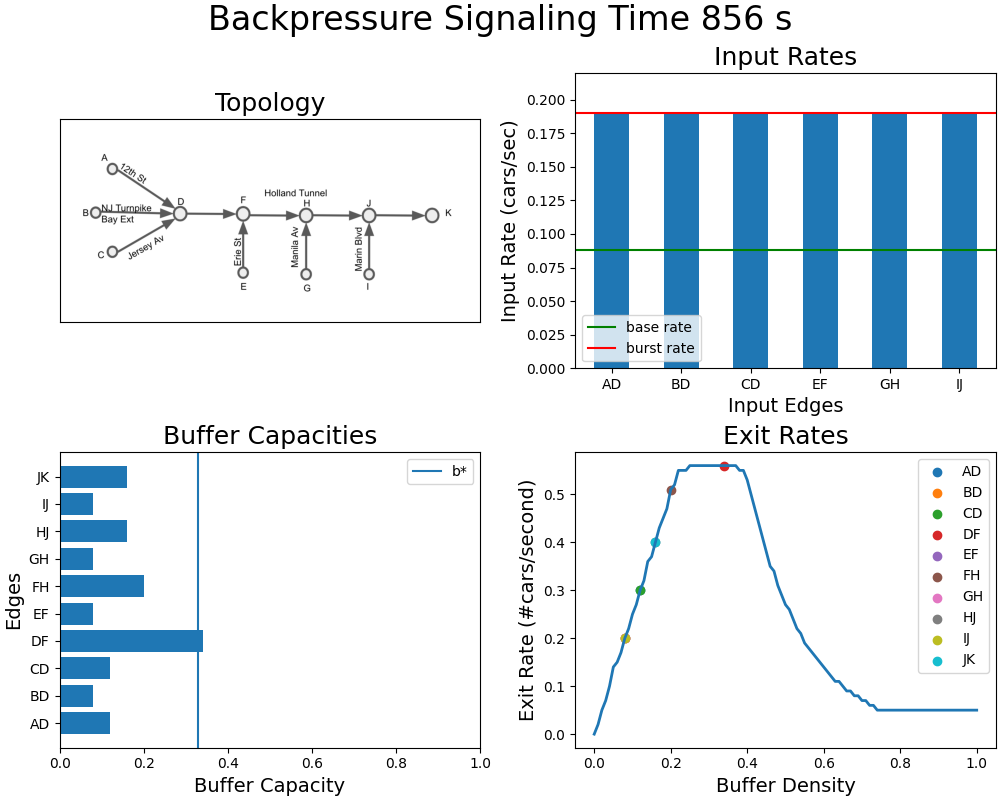 Backpressure Signaling Time 856 s
Topology
A
12th St
B
NJ Turnpike
Bay Ext
C
Jersey Av
D
F
Holland Tunnel
H
J
K
Erie St
Manila Av
Marin Blvd
E
G
I
Input Rates
Input Rate (cars/sec)
0.200
0.175
0.150
0.125
0.100
0.075
0.050
0.025
0.000
base rate
burst rate
AD BD CD EF GH IJ
Input Edges
Buffer Capacities
Edges
JK
IJ
HJ
GH
FH
EF
DF
CD
BD
AD
b*
0.0 0.2 0.4 0.6 0.8 1.0
Buffer Capacity
Exit Rates
Exit Rate (#cars/second)
0.5
0.4
0.3
0.2
0.1
0.0
AD
BD
CD
DF
EF
FH
GH
HJ
IJ
JK
0.0 0.2 0.4 0.6 0.8 1.0
Buffer Density